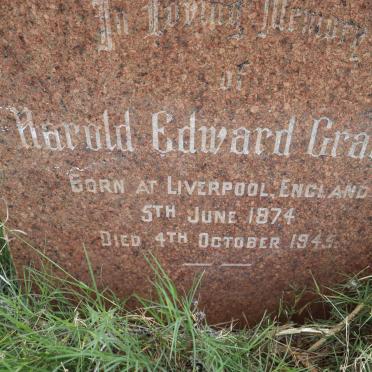 In Loving Memory
of
Harold Edward
BORN AT LIVERPOOL, ENGLAND
5TH JUNE 1874
DIED 4TH OCTOBER